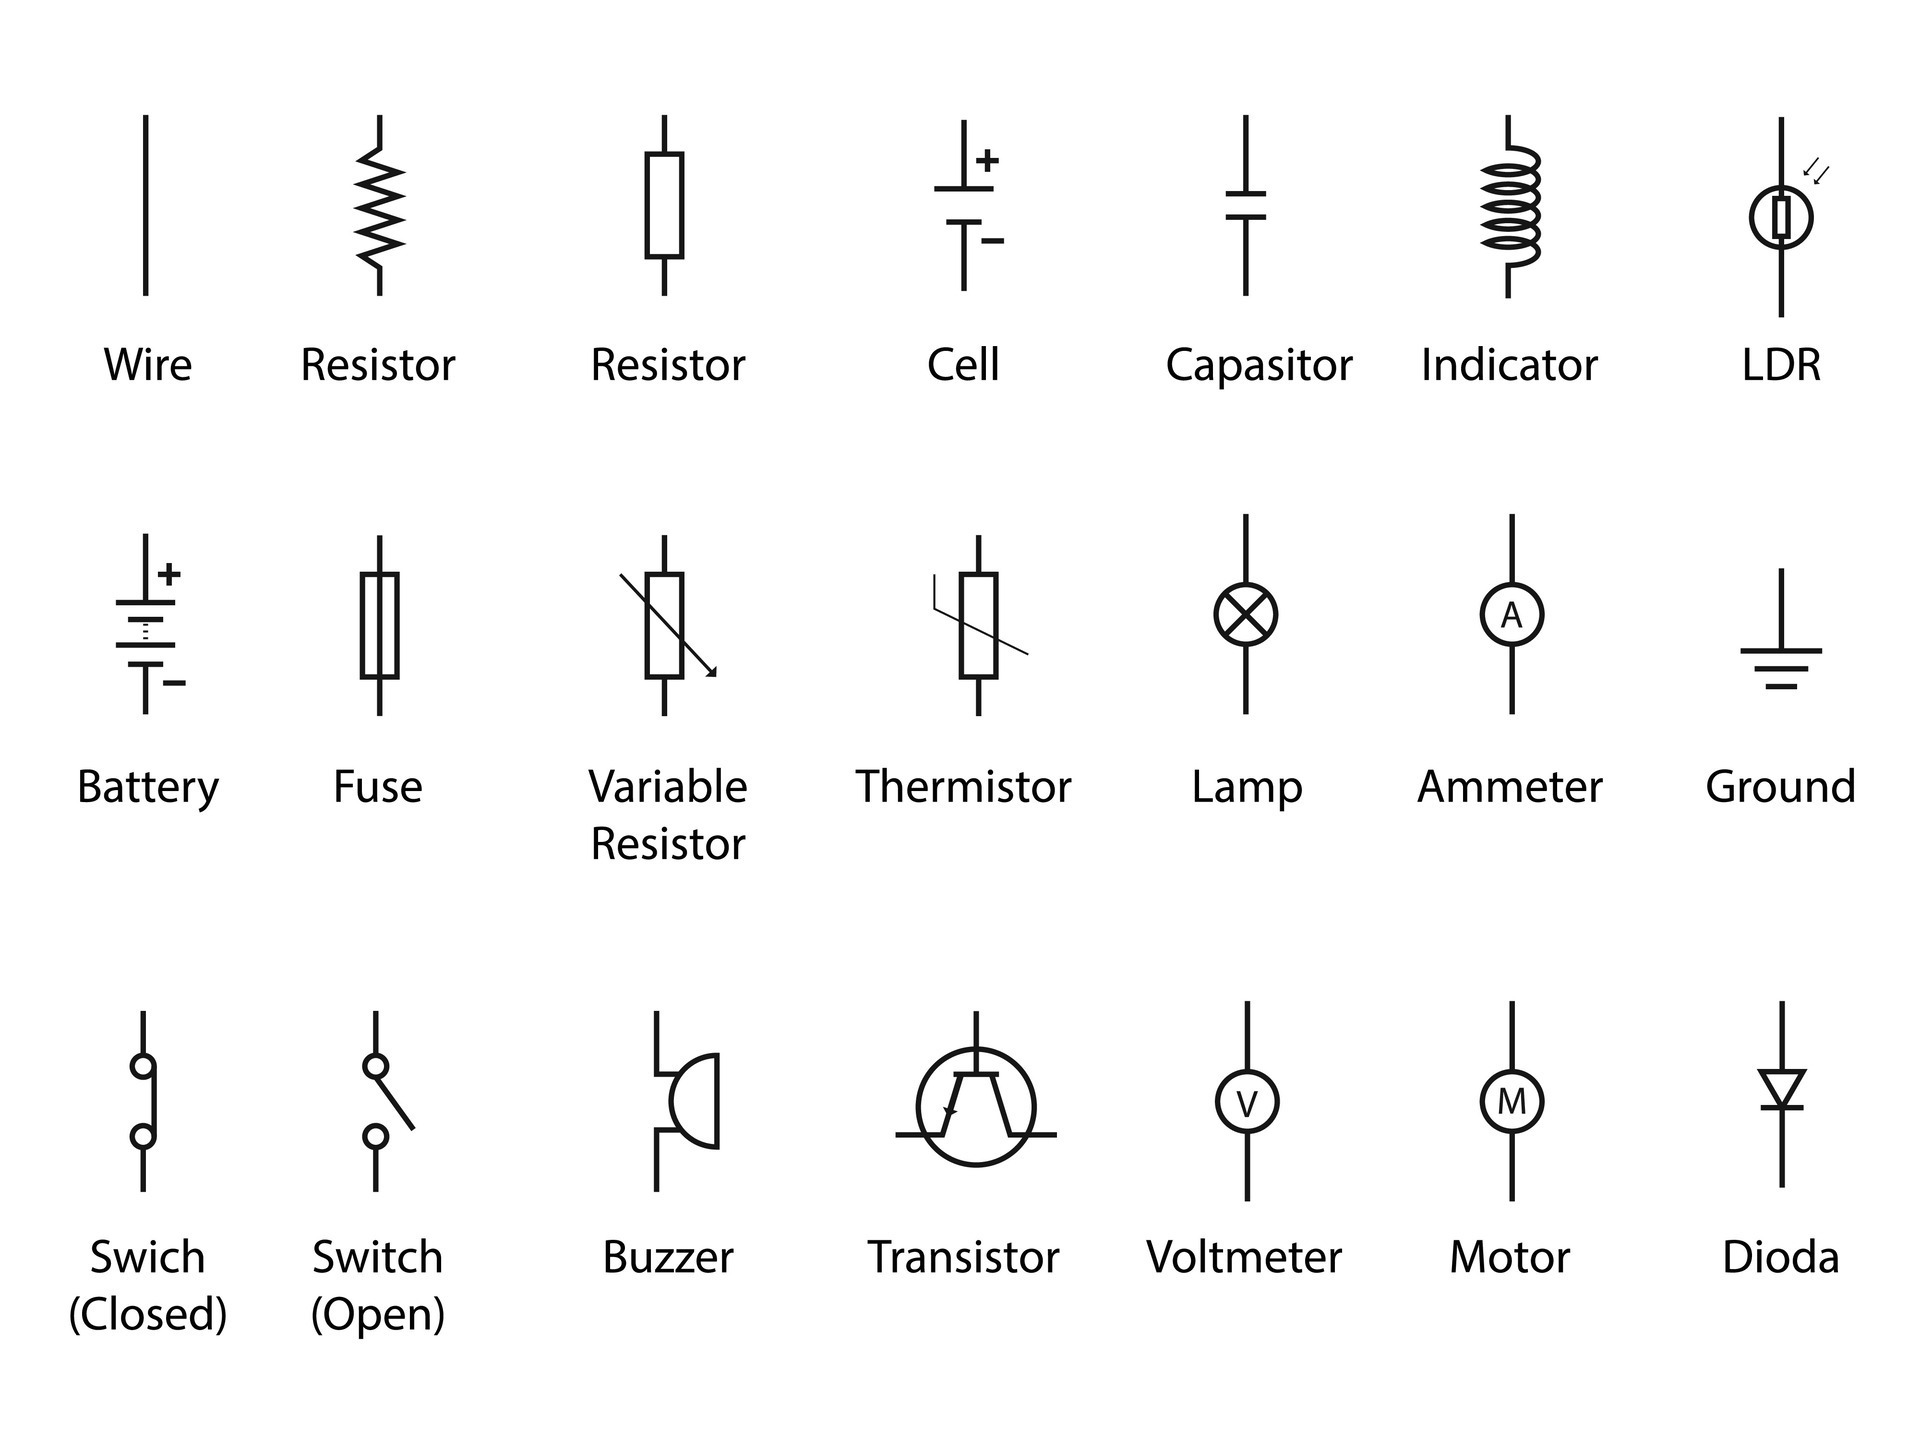 +
−
Wire
Resistor
Resistor
Cell
Capasitor
Indicator
LDR
+
−
A
Battery
Fuse
Variable
Resistor
Thermistor
Lamp
Ammeter
Ground
V
M
Swich
(Closed)
Switch
(Open)
Buzzer
Transistor
Voltmeter
Motor
Dioda